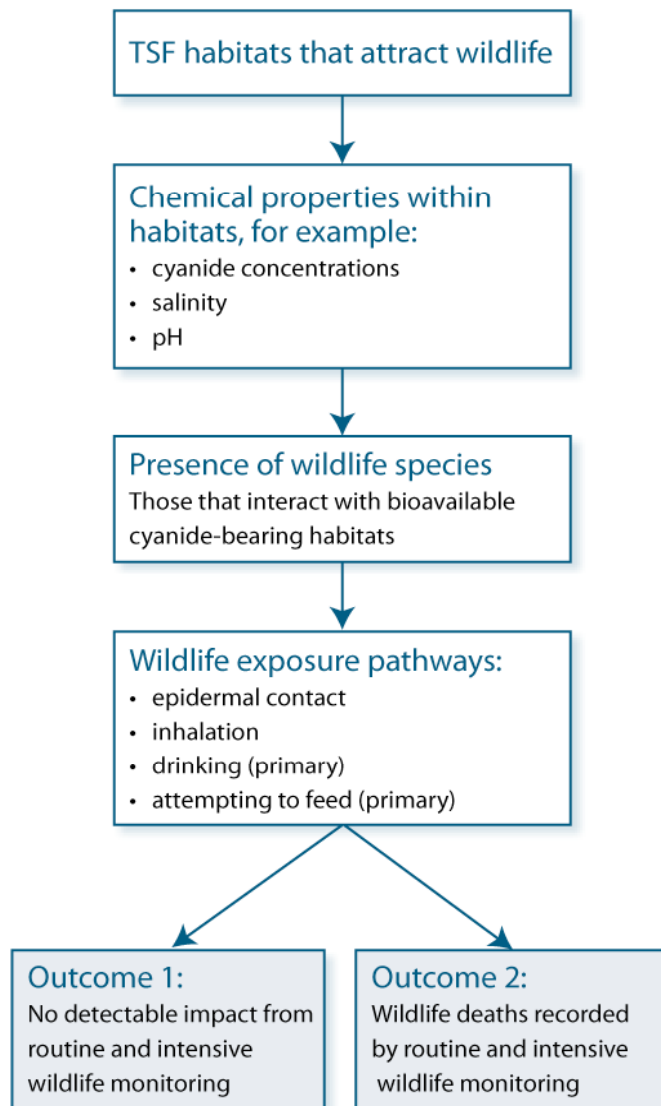 TSF habitats that attract wildlife
Chemical properties within
habitats, for example:
• cyanide concentrations
• salinity
• pH
Presence of wildlife species
Those that interact with bioavailable
cyanide-bearing habitats
Wildlife exposure pathways:
• epidermal contact
• inhalation
• drinking (primary)
• attempting to feed (primary)
Outcome 1:
No detectable impact from
routine and intensive
wildlife monitoring
Outcome 2:
Wildlife deaths recorded
by routine and intensive
wildlife monitoring